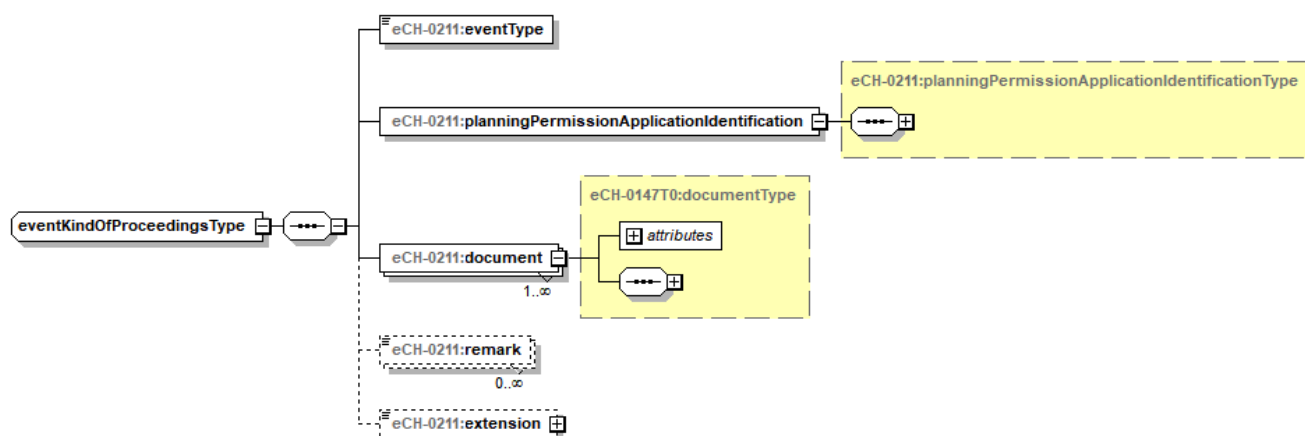 eCH-0211:eventType
eCH-0211:planningPermissionApplicationIdentificationType
eCH-0211:planningPermissionApplicationIdentification
eCH-0147T0:documentType
attributes
eventKindOfProceedingsType
eCH-0211:document
1..∞
eCH-0211:remark
0..∞
eCH-0211:extension